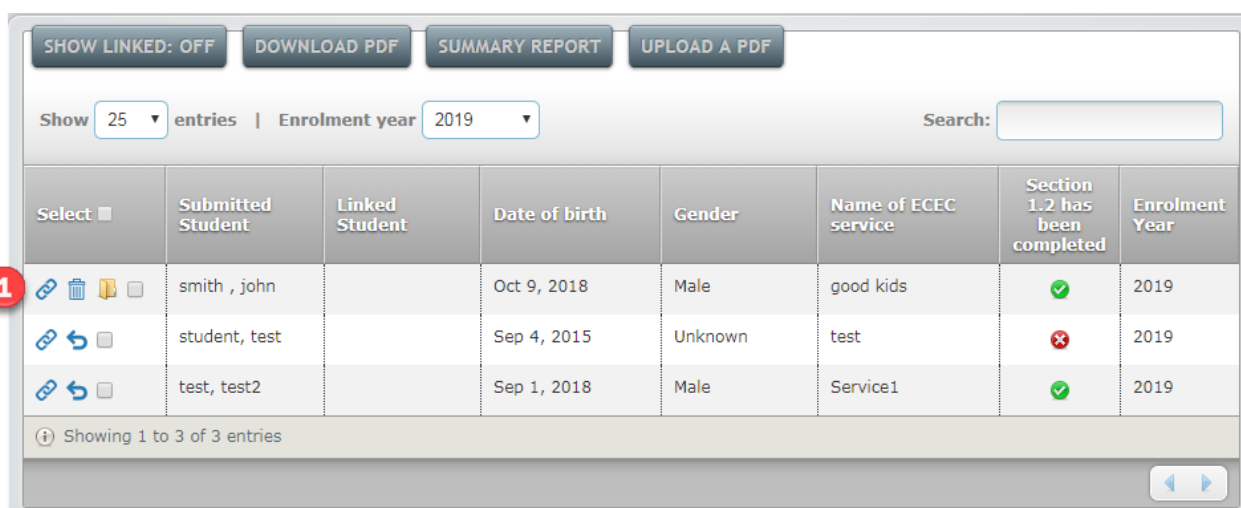 SHOW LINKED: OFF DOWNLOAD PDF SUMMARY REPORT UPLOAD A PDF
Show 25 entries | Enrolment year 2019 Search:
Select Submitted Student Linked Student Date of birth Gender Name of ECEC service Section 1.2 has been completed Enrolment Year
1 smith , john Oct 9, 2018 Male good kids 2019
student, test Sep 4, 2015 Unknown test 2019
test, test2 Sep 1, 2018 Male Service1 2019
Showing 1 to 3 of 3 entries